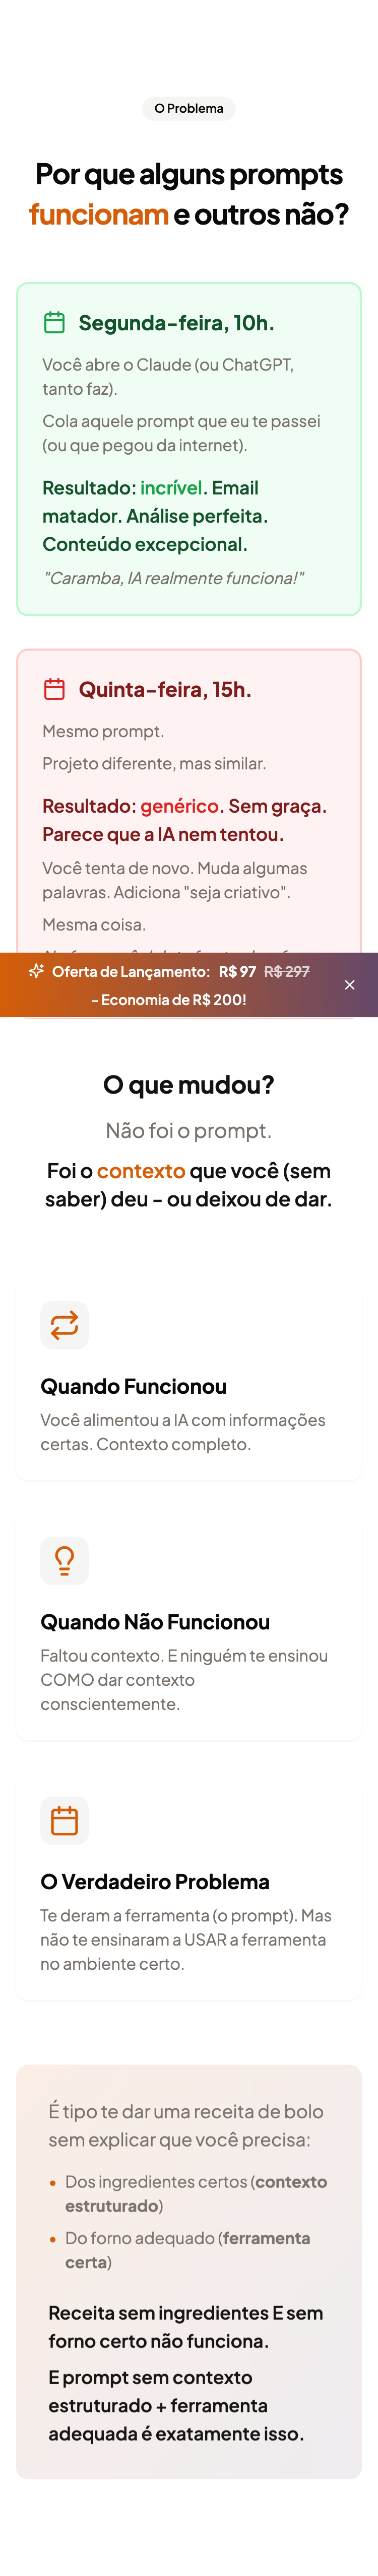 O Problema
Por que alguns prompts
funcionam e outros não?
Segunda-feira, 10h.
Você abre o Claude (ou ChatGPT,
tanto faz).
Cola aquele prompt que eu te passei
(ou que pegou da internet).
Resultado: incrível. Email
matador. Análise perfeita.
Conteúdo excepcional.
"Caramba, IA realmente funciona!"
Quinta-feira, 15h.
Mesmo prompt.
Projeto diferente, mas similar.
Resultado: genérico. Sem graça.
Parece que a IA nem tentou.
Você tenta de novo. Muda algumas
palavras. Adiciona "seja criativo".
Mesma coisa.
Oferta de Lançamento: R$ 97 R$ 297
- Economia de R$ 200!
O que mudou?
Não foi o prompt.
Foi o contexto que você (sem
saber) deu - ou deixou de dar.
Quando Funcionou
Você alimentou a IA com informações
certas. Contexto completo.
Quando Não Funcionou
Faltou contexto. E ninguém te ensinou
COMO dar contexto
conscientemente.
O Verdadeiro Problema
Te deram a ferramenta (o prompt). Mas
não te ensinaram a USAR a ferramenta
no ambiente certo.
É tipo te dar uma receita de bolo
sem explicar que você precisa:
• Dos ingredientes certos (contexto
estruturado)
• Do forno adequado (ferramenta
certa)
Receita sem ingredientes E sem
forno certo não funciona.
E prompt sem contexto
estruturado + ferramenta
adequada é exatamente isso.